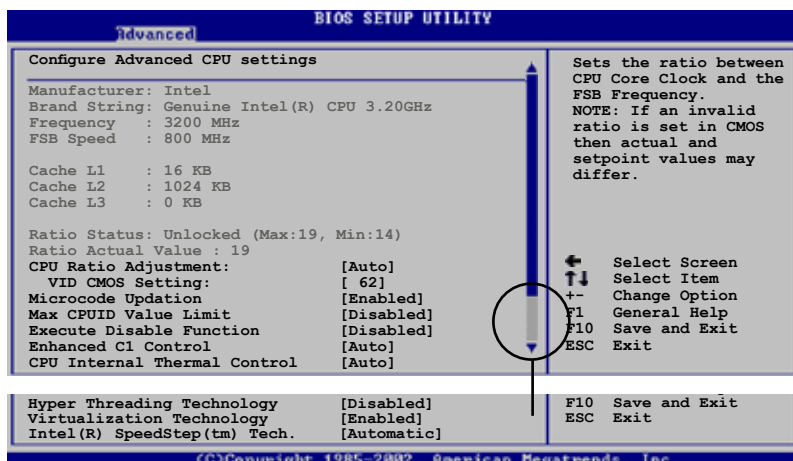 BIOS SETUP UTILITY
Advanced
Configure Advanced CPU settings
Manufacturer: Intel
Brand String: Genuine Intel(R) CPU 3.20GHz
Frequency : 3200 MHz
FSB Speed : 800 MHz
Cache L1 : 16 KB
Cache L2 : 1024 KB
Cache L3 : 0 KB
Ratio Status: Unlocked (Max:19, Min:14)
Ratio Actual Value : 19
CPU Ratio Adjustment: [Auto]
VID CMOS Setting: [ 62]
Microcode Updation [Enabled]
Max CPUID Value Limit [Disabled]
Execute Disable Function [Disabled]
Enhanced C1 Control [Auto]
CPU Internal Thermal Control [Auto]
Hyper Threading Technology [Disabled]
Virtualization Technology [Enabled]
Intel(R) SpeedStep(tm) Tech. [Automatic]
Sets the ratio between
CPU Core Clock and the
FSB Frequency.
NOTE: If an invalid
ratio is set in CMOS
then actual and
setpoint values may
differ.
Select Screen
↑↓ Select Item
+- Change Option
F1 General Help
F10 Save and Exit
ESC Exit
F10 Save and Exit
ESC Exit
(C)Copyright 1985-2002, American Megatrends, Inc